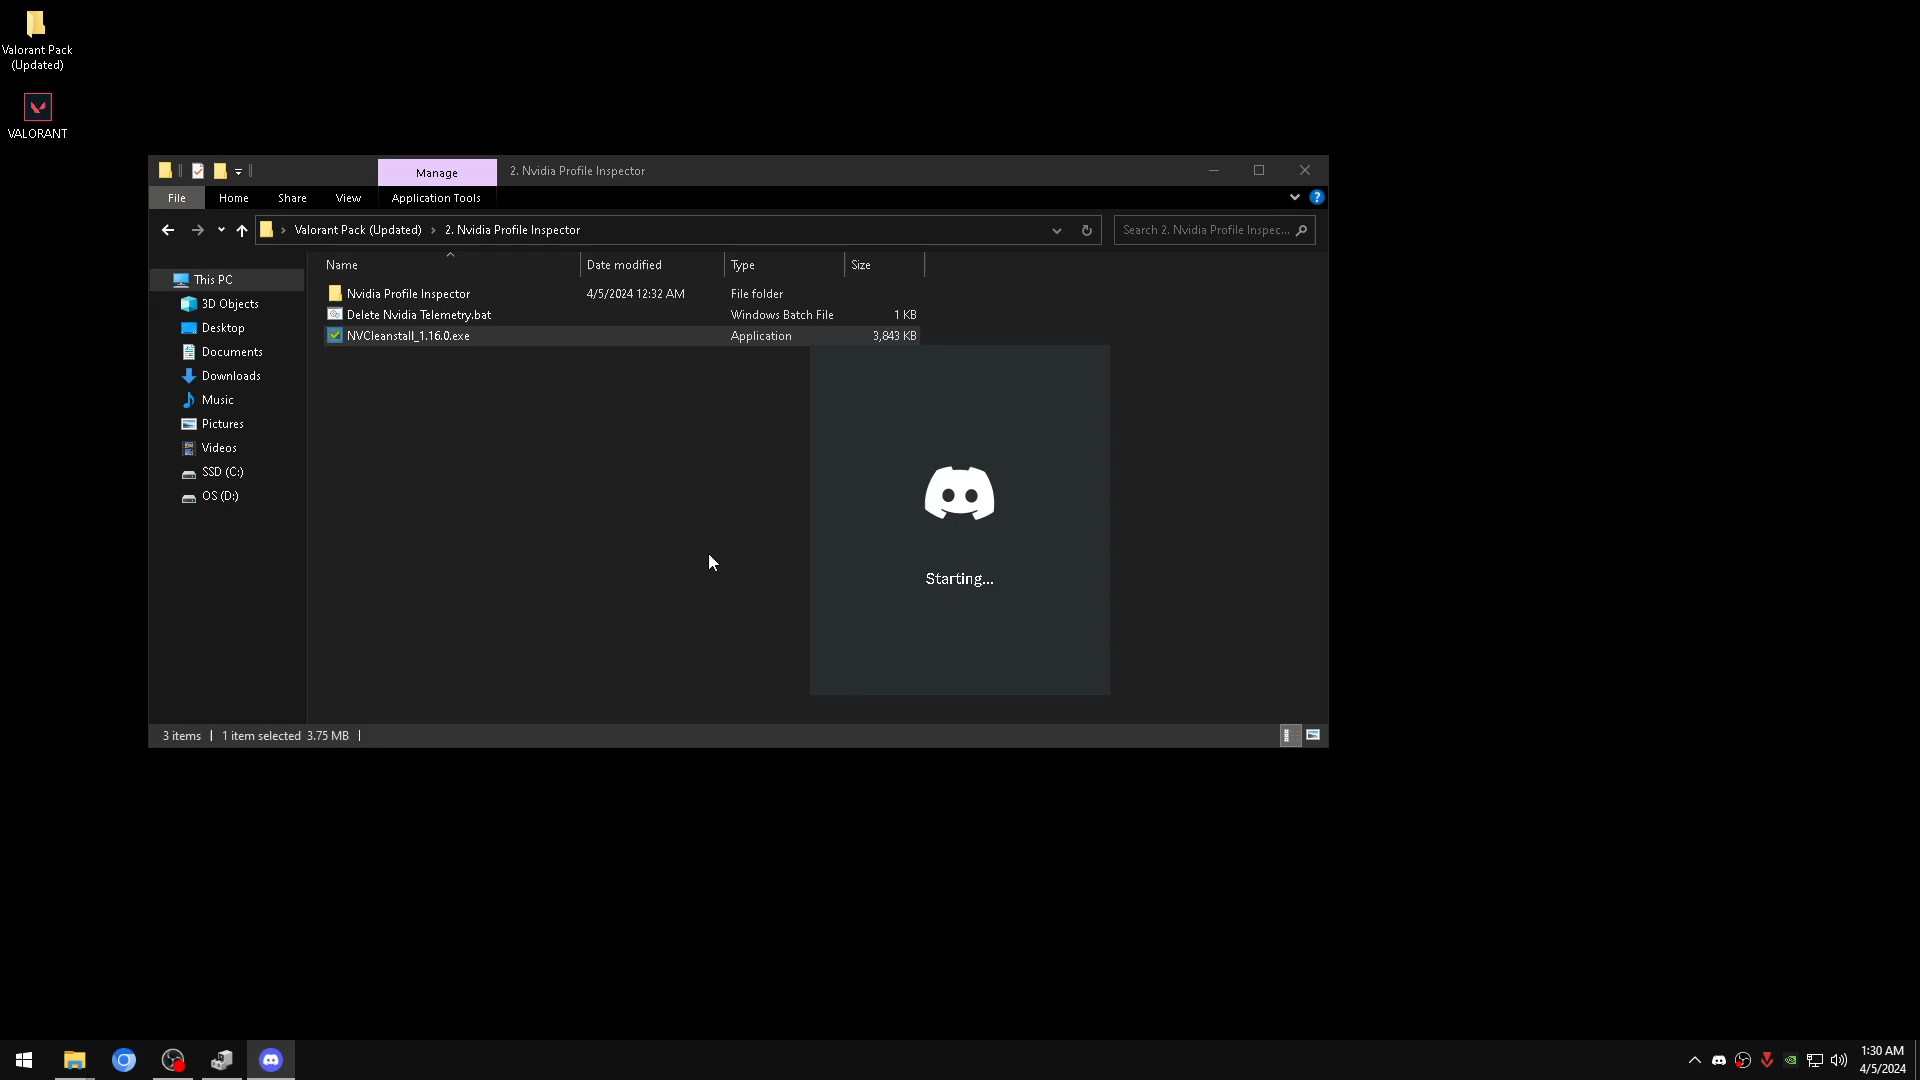 Valorant Pack
(Updated)
VALORANT
Manage
2. Nvidia Profile Inspector
File
Home
Share
View
Application Tools
Valorant Pack (Updated)
2. Nvidia Profile Inspector
Search 2. Nvidia Profile Inspec...
Name
Date modified
Type
Size
Nvidia Profile Inspector
4/5/2024 12:32 AM
File folder
Delete Nvidia Telemetry.bat
Windows Batch File
1 KB
NVCleanstall_1.16.0.exe
Application
3,843 KB
This PC
3D Objects
Desktop
Documents
Downloads
Music
Pictures
Videos
SSD (C:)
OS (D:)
Starting...
3 items
1 item selected 3.75 MB
1:30 AM
4/5/2024